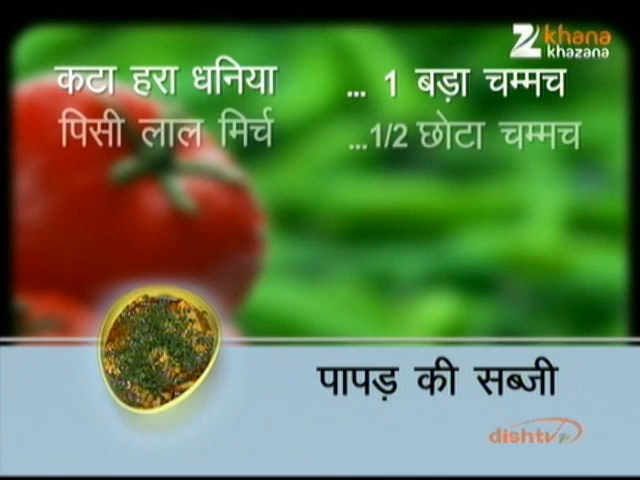 Z khana khazana
कटा हरा धनिया ... 1 बड़ा चम्मच
पिसी लाल मिर्च ...1/2 छोटा चम्मच
पापड़ की सब्जी
dishtv